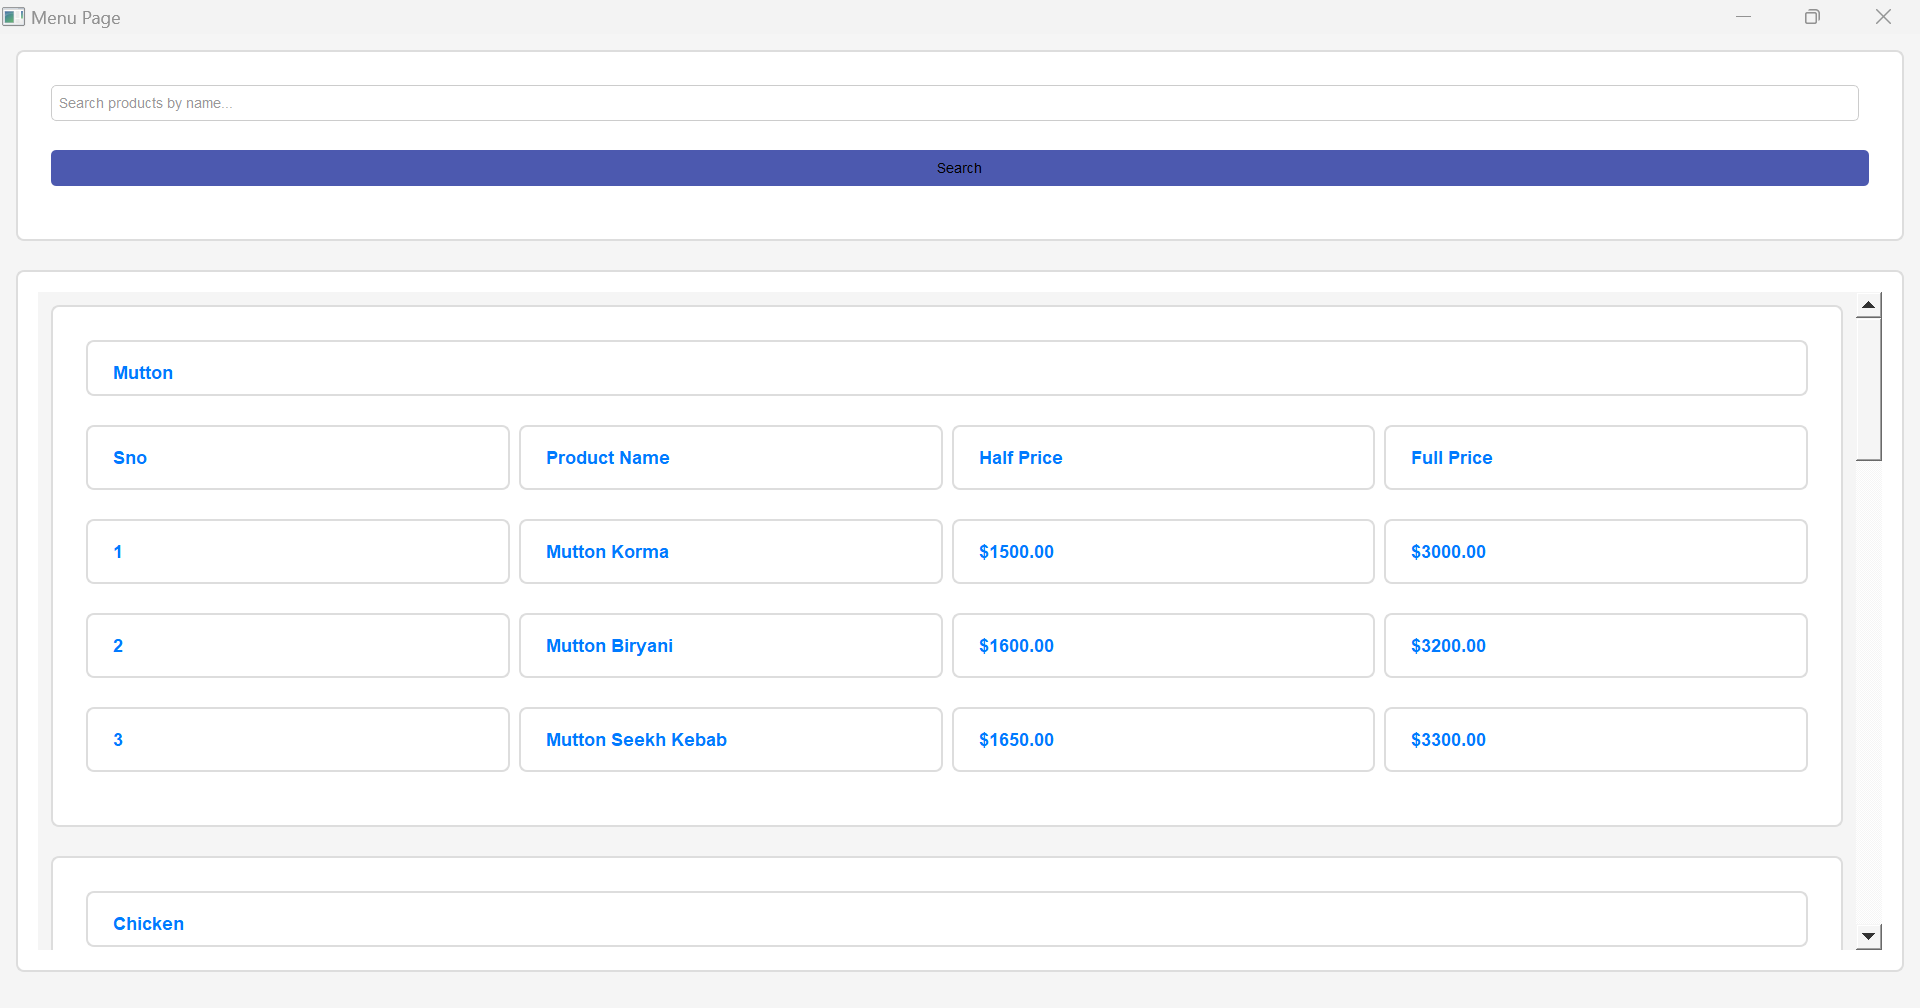 Menu Page
Search products by name...
Search
Mutton
Sno Product Name Half Price Full Price
1 Mutton Korma $1500.00 $3000.00
2 Mutton Biryani $1600.00 $3200.00
3 Mutton Seekh Kebab $1650.00 $3300.00
Chicken